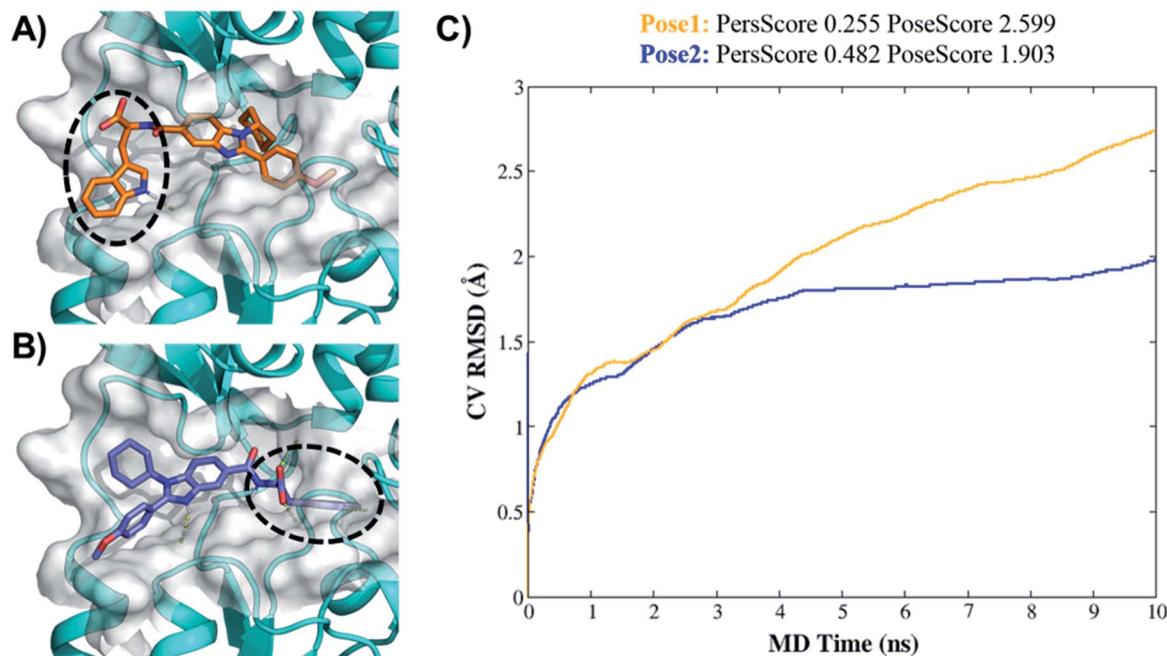 A)
B)
C)
Pose1: PersScore 0.255 PoseScore 2.599
Pose2: PersScore 0.482 PoseScore 1.903
3
2.5
2
1.5
1
0.5
0
CV RMSD (Å)
0 1 2 3 4 5 6 7 8 9 10
MD Time (ns)